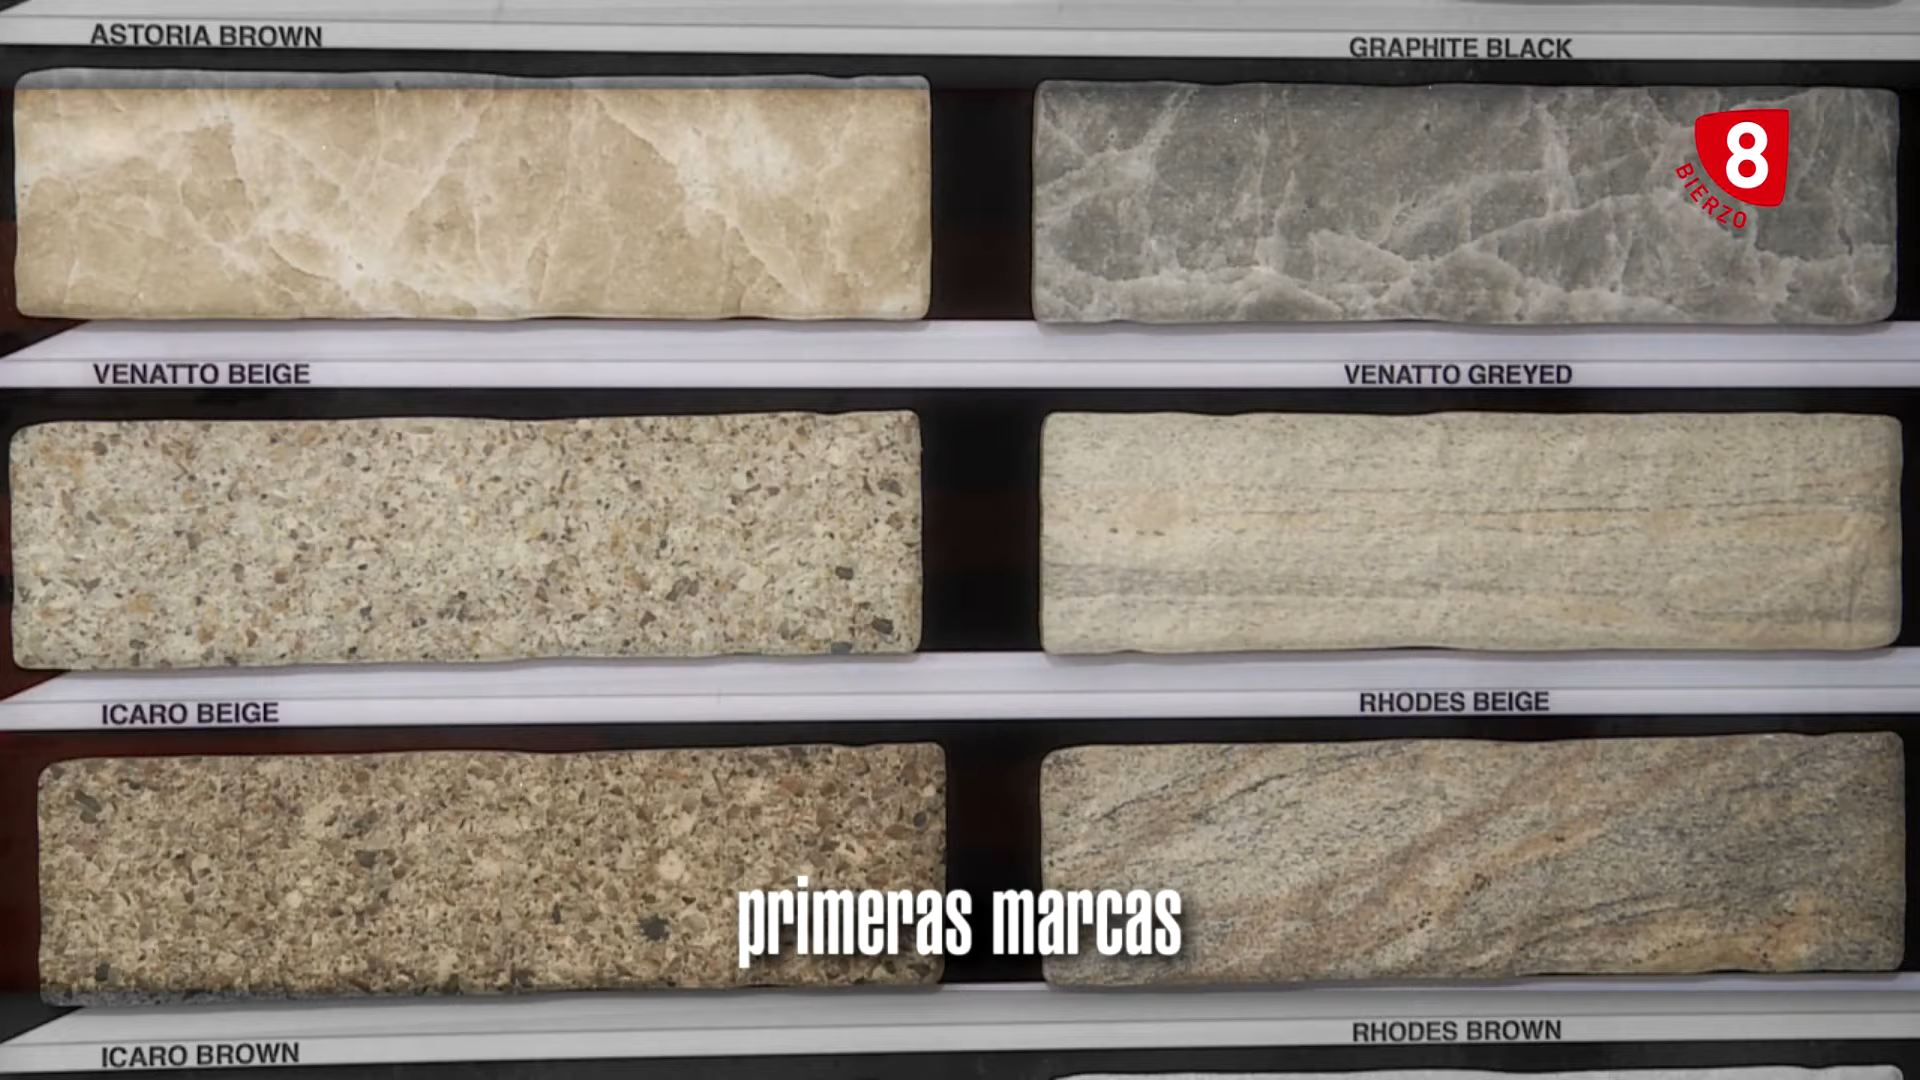 ASTORIA BROWN
GRAPHITE BLACK
8
BIERZO
VENATTO BEIGE
VENATTO GREYED
ICARO BEIGE
RHODES BEIGE
primeras marcas
ICARO BROWN
RHODES BROWN